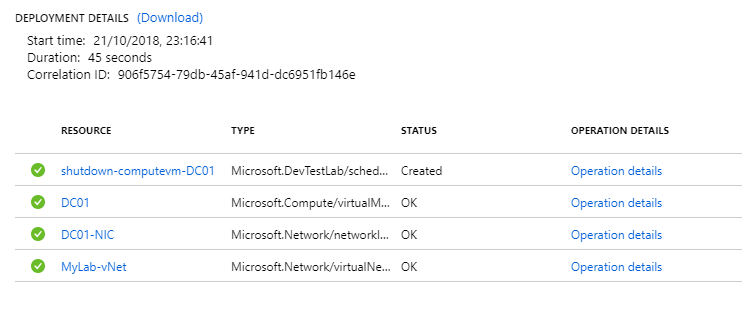 DEPLOYMENT DETAILS (Download)
Start time: 21/10/2018, 23:16:41
Duration: 45 seconds
Correlation ID: 906f5754-79db-45af-941d-dc6951fb146e
RESOURCE TYPE STATUS OPERATION DETAILS
shutdown-computevm-DC01 Microsoft.DevTestLab/sched... Created Operation details
DC01 Microsoft.Compute/virtualM... OK Operation details
DC01-NIC Microsoft.Network/networkI... OK Operation details
MyLab-vNet Microsoft.Network/virtualNe... OK Operation details